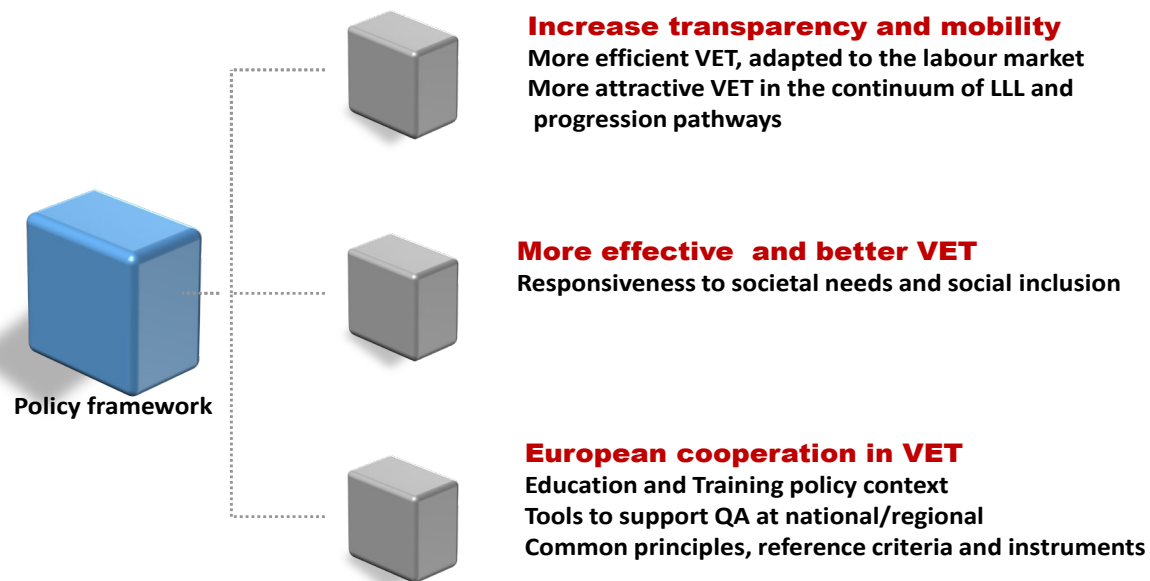 Increase transparency and mobility
More efficient VET, adapted to the labour market
More attractive VET in the continuum of LLL and
progression pathways
More effective and better VET
Responsiveness to societal needs and social inclusion
Policy framework
European cooperation in VET
Education and Training policy context
Tools to support QA at national/regional
Common principles, reference criteria and instruments